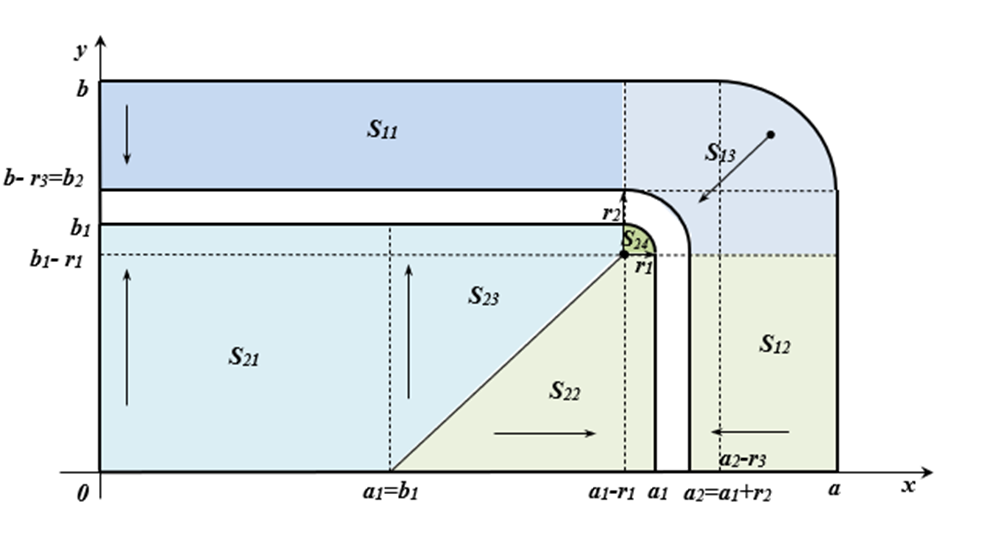 y
b
S11
S13
b- r3=b2
r2
b1
S24
b1- r1
r1
S23
S21
S12
S22
a2-r3
0
a1=b1
a1-r1
a1
a2=a1+r2
a
x